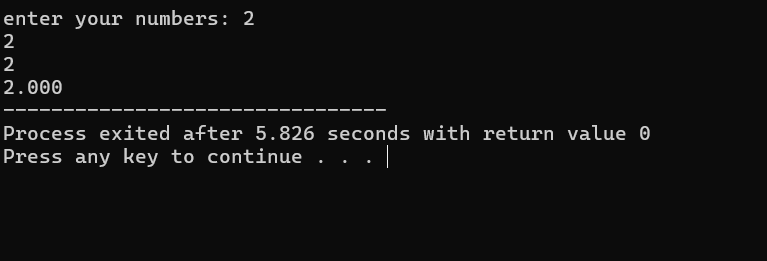 enter your numbers: 2
2
2
2.000
--------------------------------
Process exited after 5.826 seconds with return value 0
Press any key to continue . . .